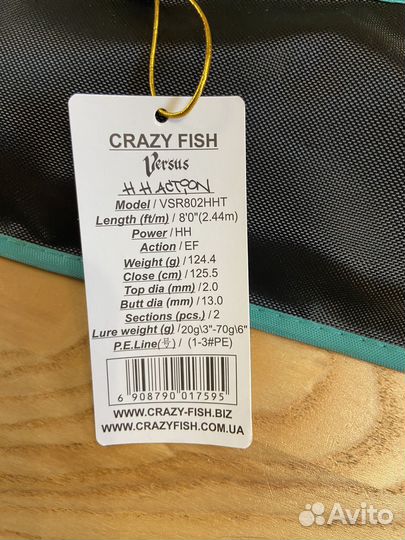 CRAZY FISH
Versus
H H ACTION
Model / VSR802HHT
Length (ft/m) / 8'0"(2.44m)
Power /HH
Action /EF
Weight (g) /124.4
Close (cm) /125.5
Top dia (mm) /2.0
Butt dia (mm) /13.0
Sections (pcs.) /2
Lure weight (g) /20g\3"-70g\6"
P.E.Line(号) / (1-3#PE)
6 908790 017595
WWW.CRAZY-FISH.BIZ
WWW.CRAZYFISH.COM.UA
Avito